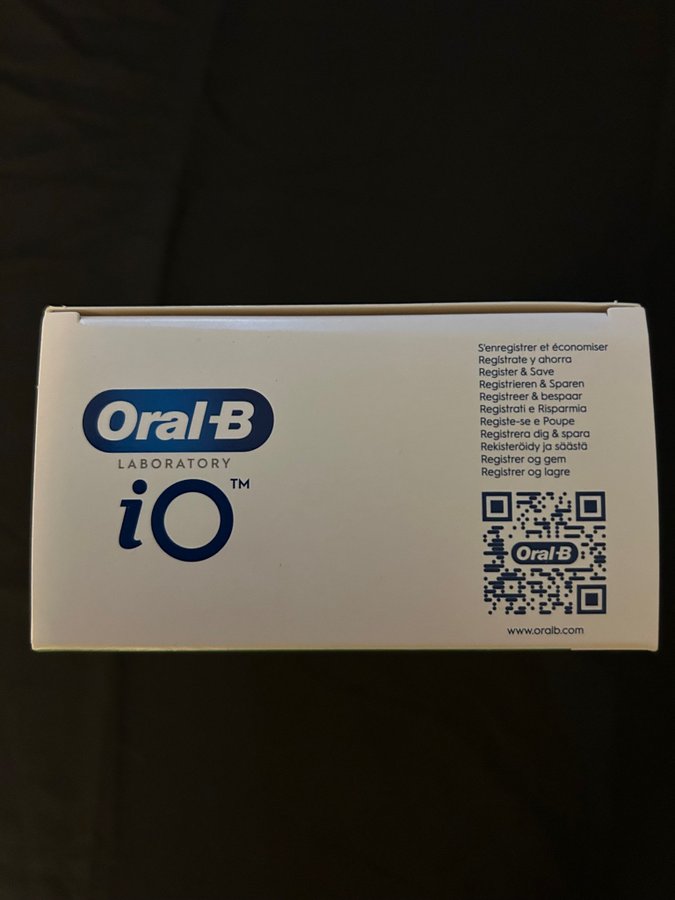 Oral-B
LABORATORY
iO™
S'enregistrer et économiser
Regístrate y ahorra
Register & Save
Registrieren & Sparen
Registreer & bespaar
Registrati e Risparmia
Registe-se e Poupe
Registrera dig & spara
Rekisteröidy ja säästä
Registrer og gem
Registrer og lagre
Oral-B
www.oralb.com